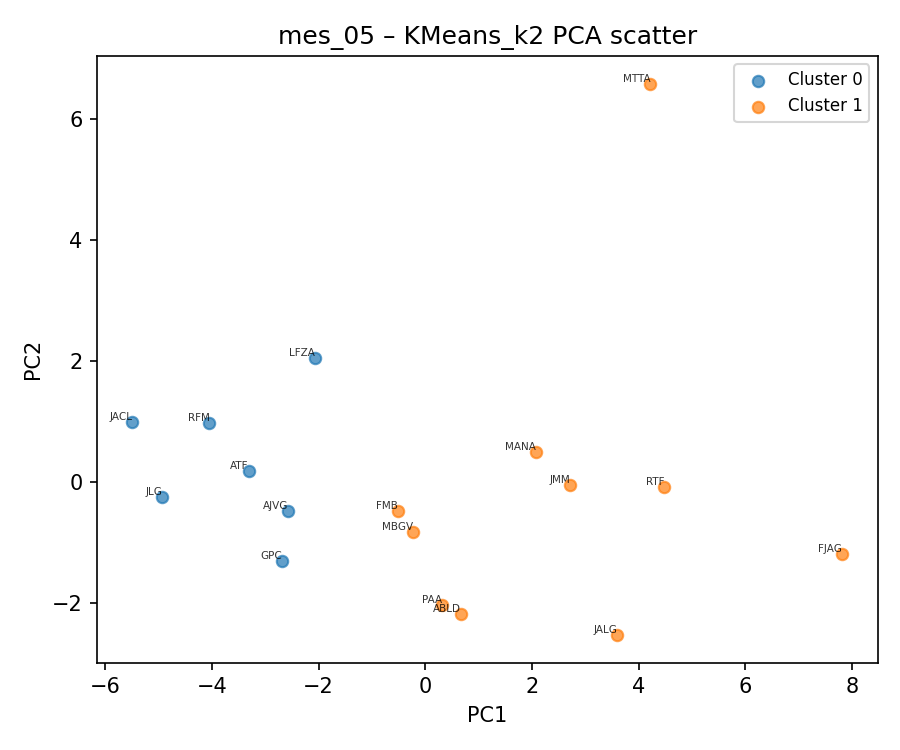 mes_05 – KMeans_k2 PCA scatter
Cluster 0
Cluster 1
MTTA
LFZA
JACL
RFM
ATF
JLG
AJVG
GPC
MANA
JMM
RTF
FMB
MBGV
FJAG
PAA
ABLD
JALG
6
4
2
0
−2
PC2
−6 −4 −2 0 2 4 6 8
PC1